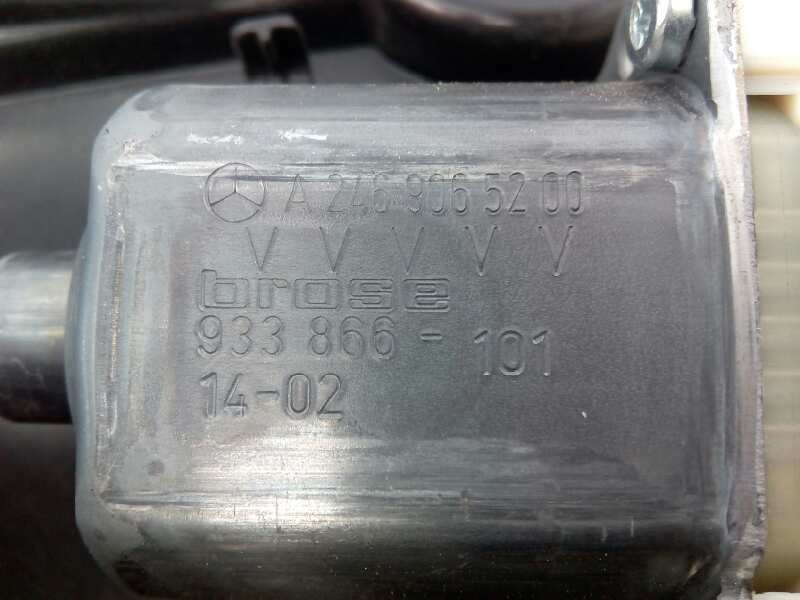 A 246 906 52 00
V V V V V
brose
933 866-101
14-02